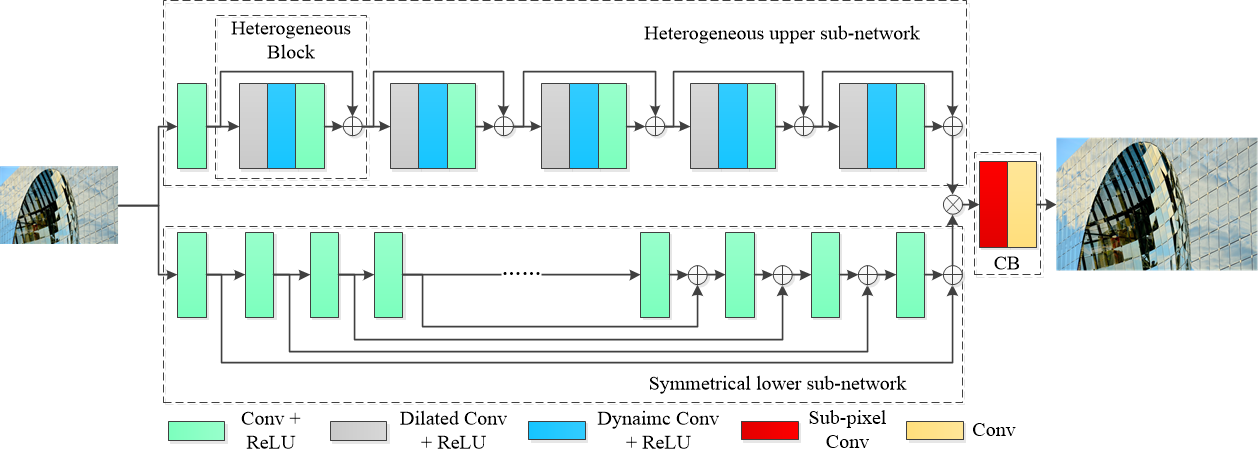 Heterogeneous
Block
Heterogeneous upper sub-network
CB
Symmetrical lower sub-network
Conv +
ReLU
Dilated Conv
+ ReLU
Dynaimc Conv
+ ReLU
Sub-pixel
Conv
Conv